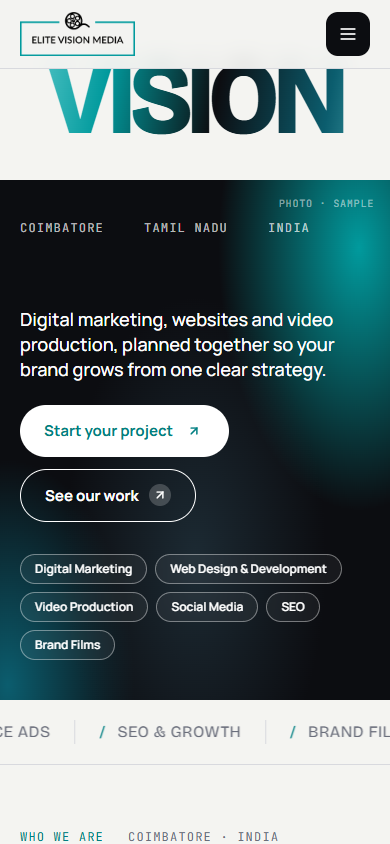 ELITE VISION MEDIA
VISION
PHOTO · SAMPLE
COIMBATORE TAMIL NADU INDIA
Digital marketing, websites and video
production, planned together so your
brand grows from one clear strategy.
Start your project
See our work
Digital Marketing Web Design & Development
Video Production Social Media SEO
Brand Films
CE ADS / SEO & GROWTH / BRAND FIL
WHO WE ARE COIMBATORE · INDIA